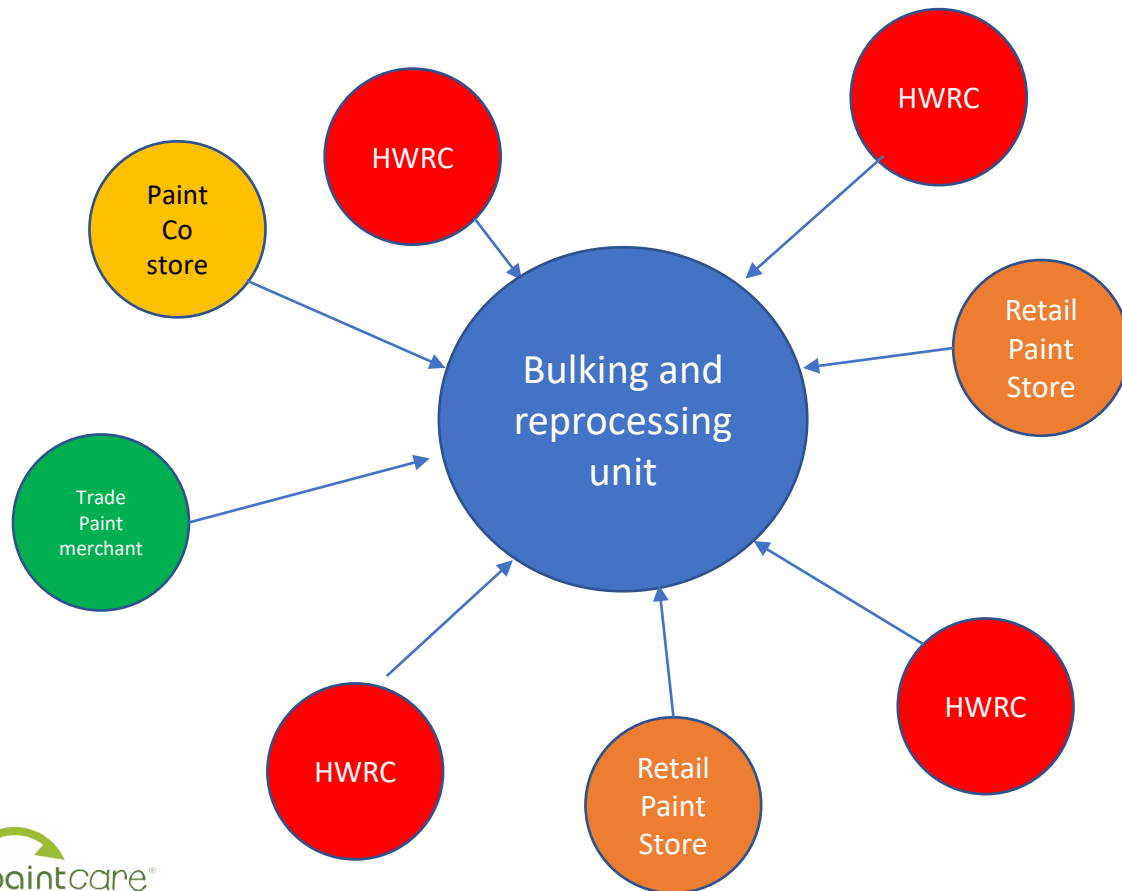 HWRC
HWRC
Paint
Co
store
Retail
Paint
Store
Bulking and
reprocessing
unit
Trade
Paint
merchant
HWRC
HWRC
Retail
Paint
Store
paintcare®